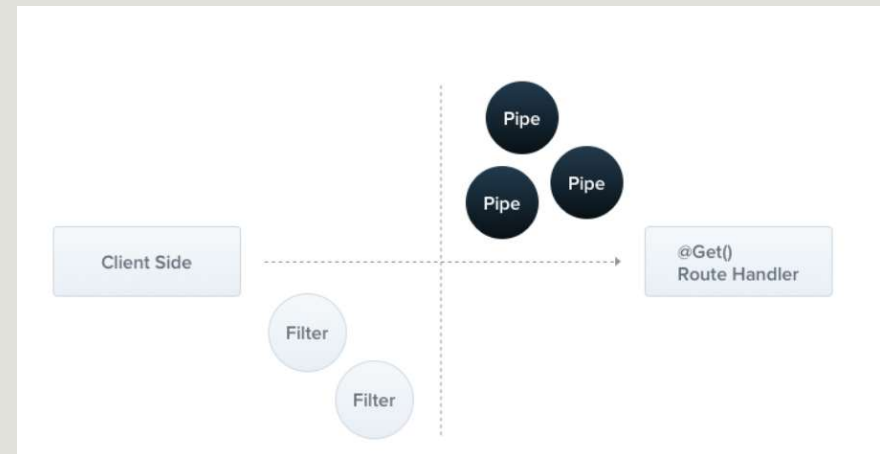 Pipe
Pipe
Pipe
Client Side
@Get()
Route Handler
Filter
Filter